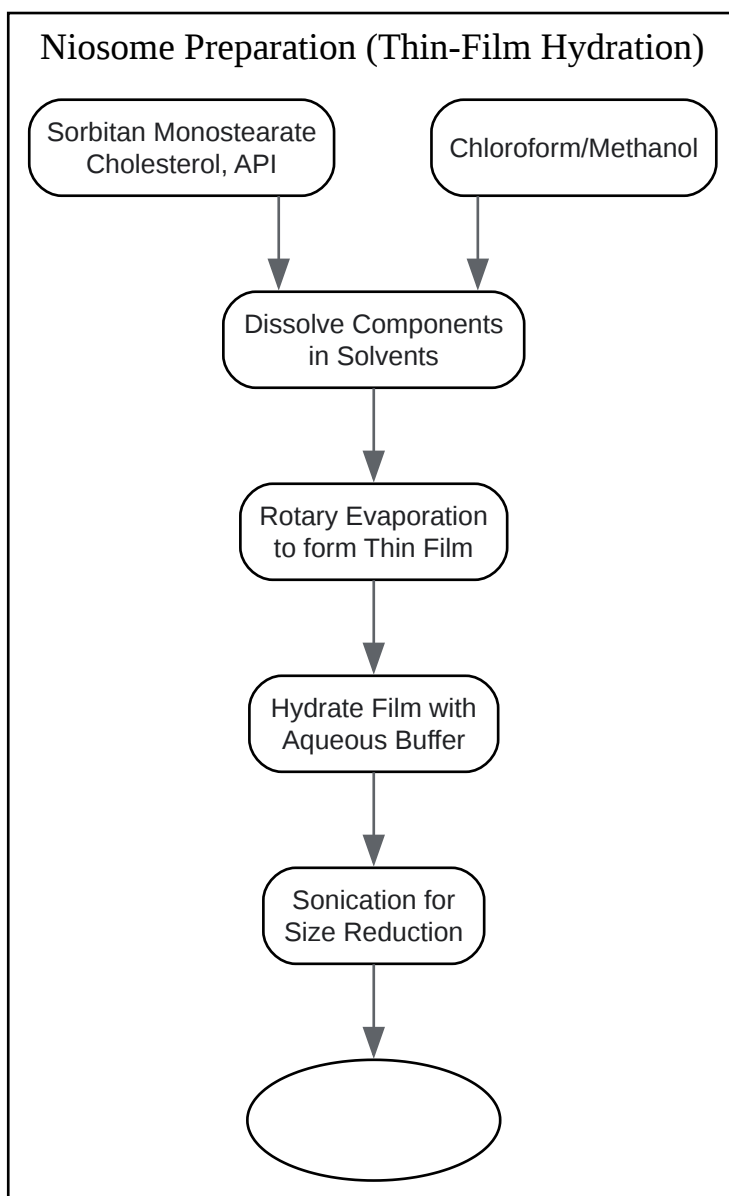 Niosome Preparation (Thin-Film Hydration)
Sorbitan Monostearate
Cholesterol, API
Chloroform/Methanol
Dissolve Components
in Solvents
Rotary Evaporation
to form Thin Film
Hydrate Film with
Aqueous Buffer
Sonication for
Size Reduction